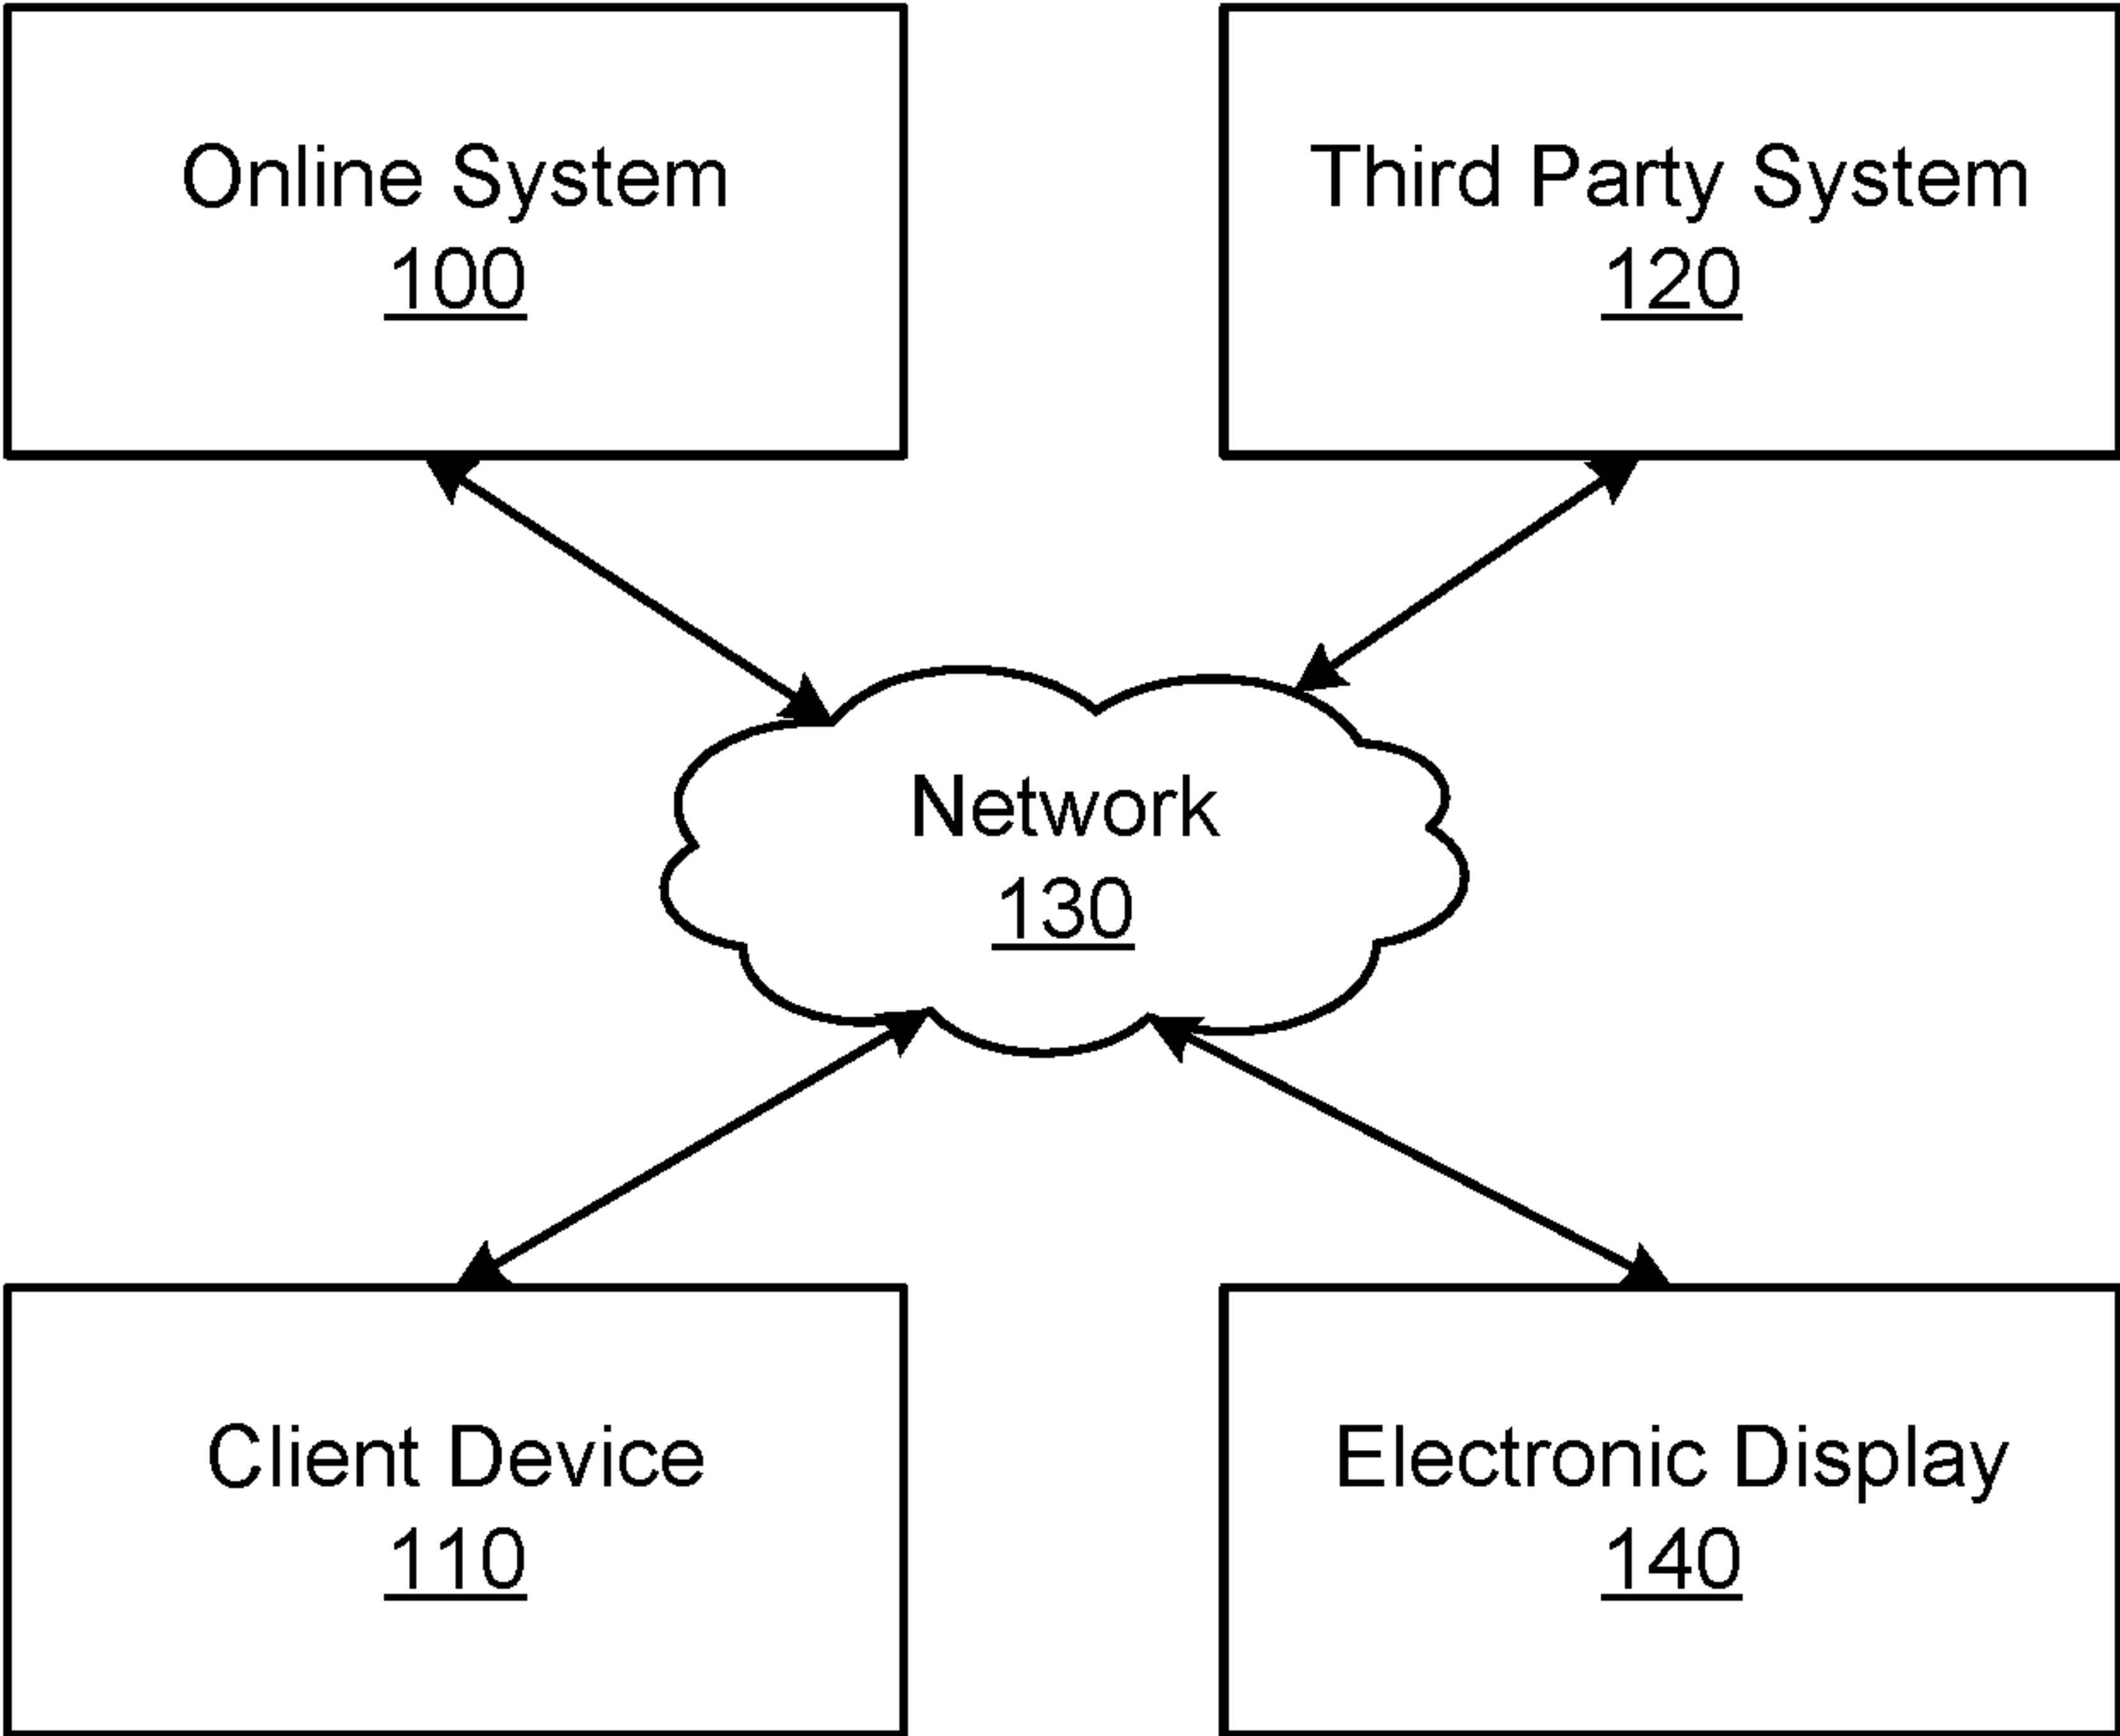 Online System
100
Third Party System
120
Network
130
Client Device
110
Electronic Display
140